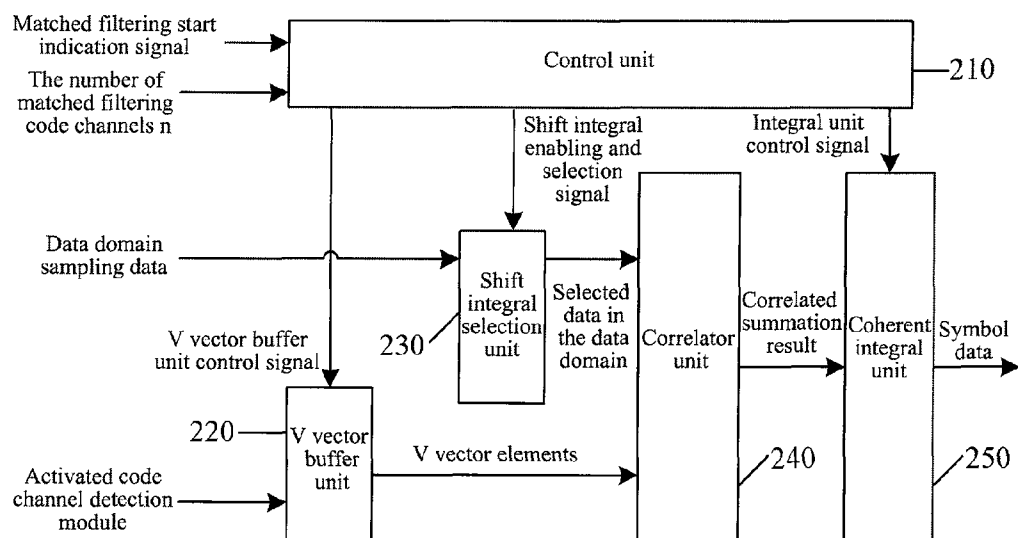 Matched filtering start
indication signal
The number of
matched filtering
code channels n
Control unit
210
Shift integral
enabling and
selection
signal
Integral unit
control signal
Data domain
sampling data
Shift
integral
selection
unit
230
Selected
data in
the data
domain
Correlator
unit
Correlated
summation
result
Coherent
integral
unit
Symbol
data
V vector buffer
unit control signal
220
V vector
buffer
unit
V vector elements
240
250
Activated code
channel detection
module